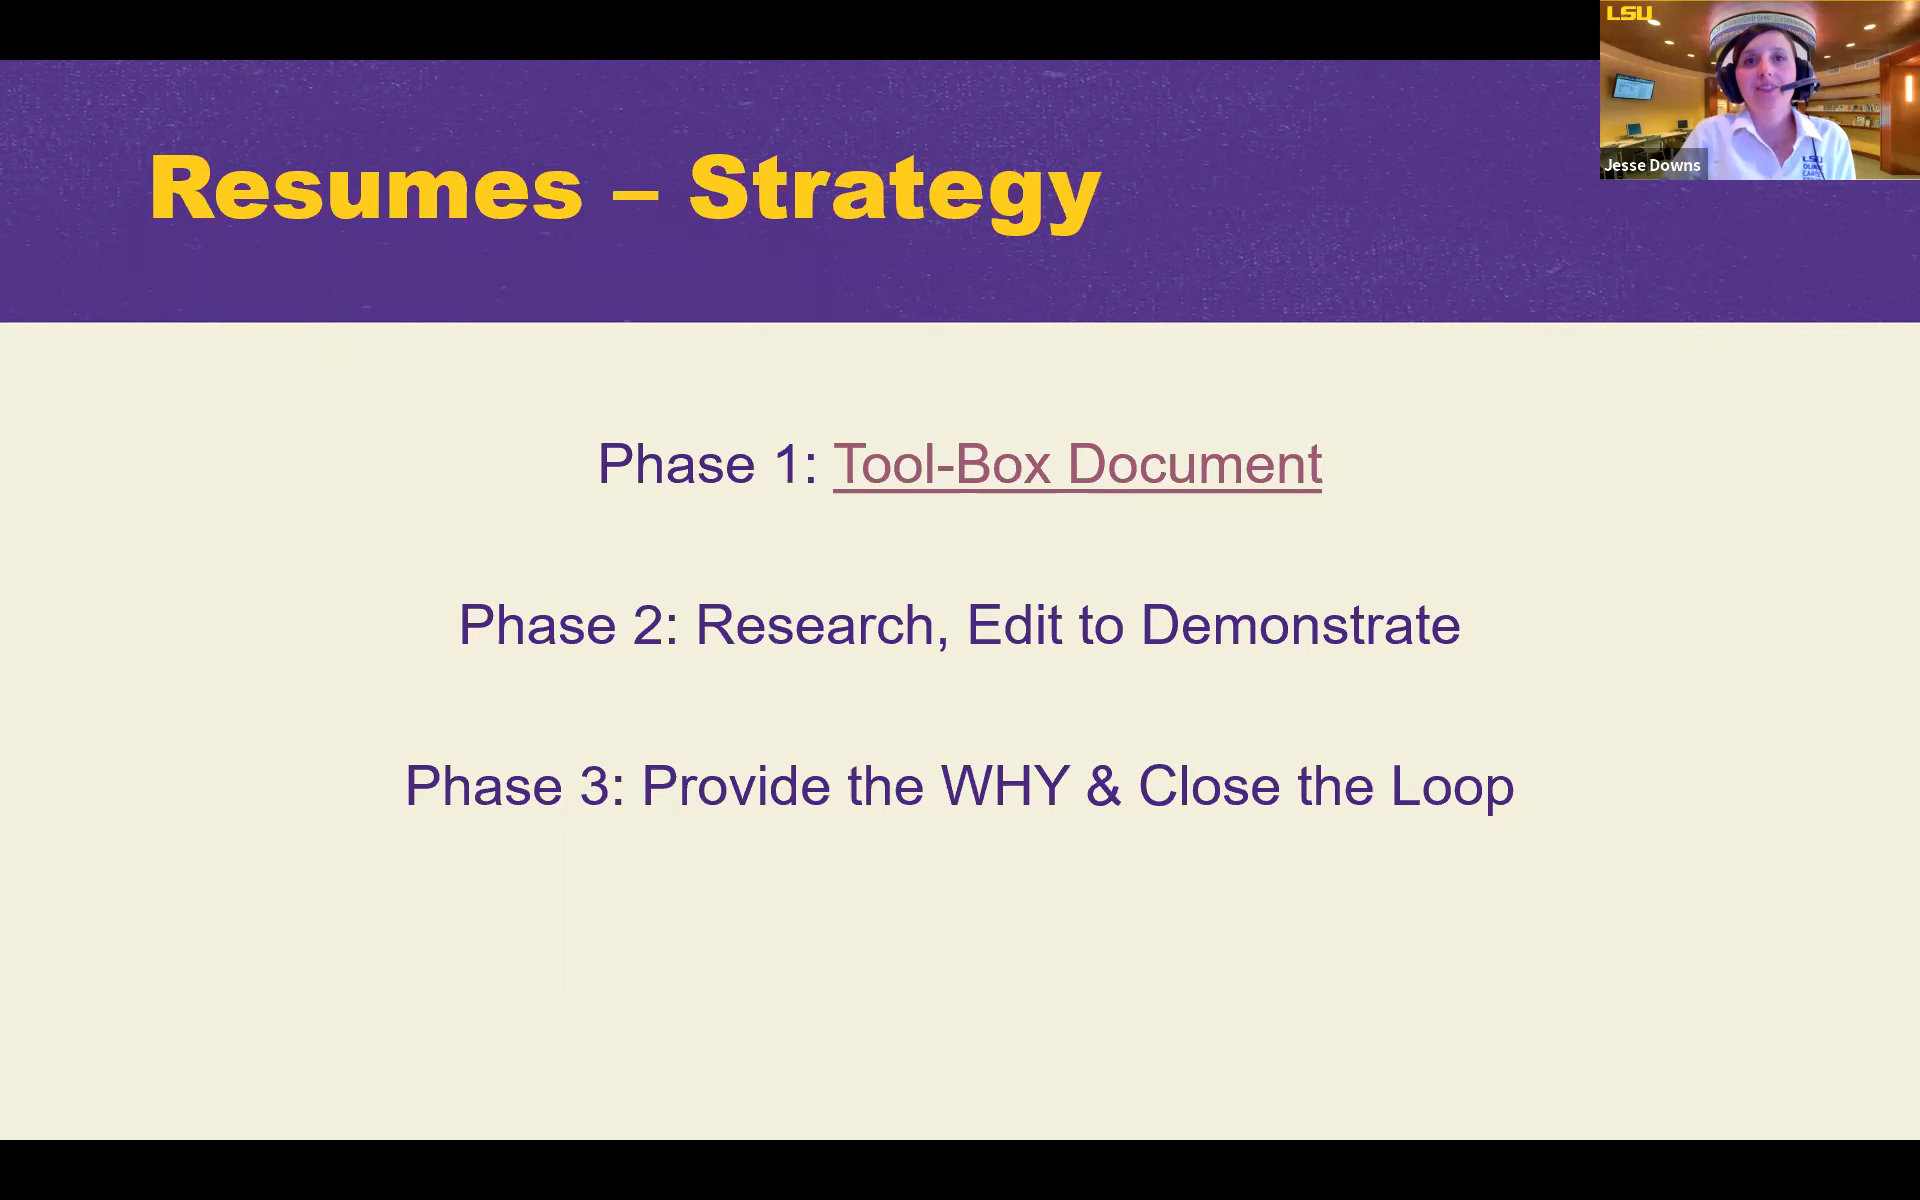 LSU
Resumes – Strategy
Jesse Downs
LSU
Phase 1: Tool-Box Document
Phase 2: Research, Edit to Demonstrate
Phase 3: Provide the WHY & Close the Loop